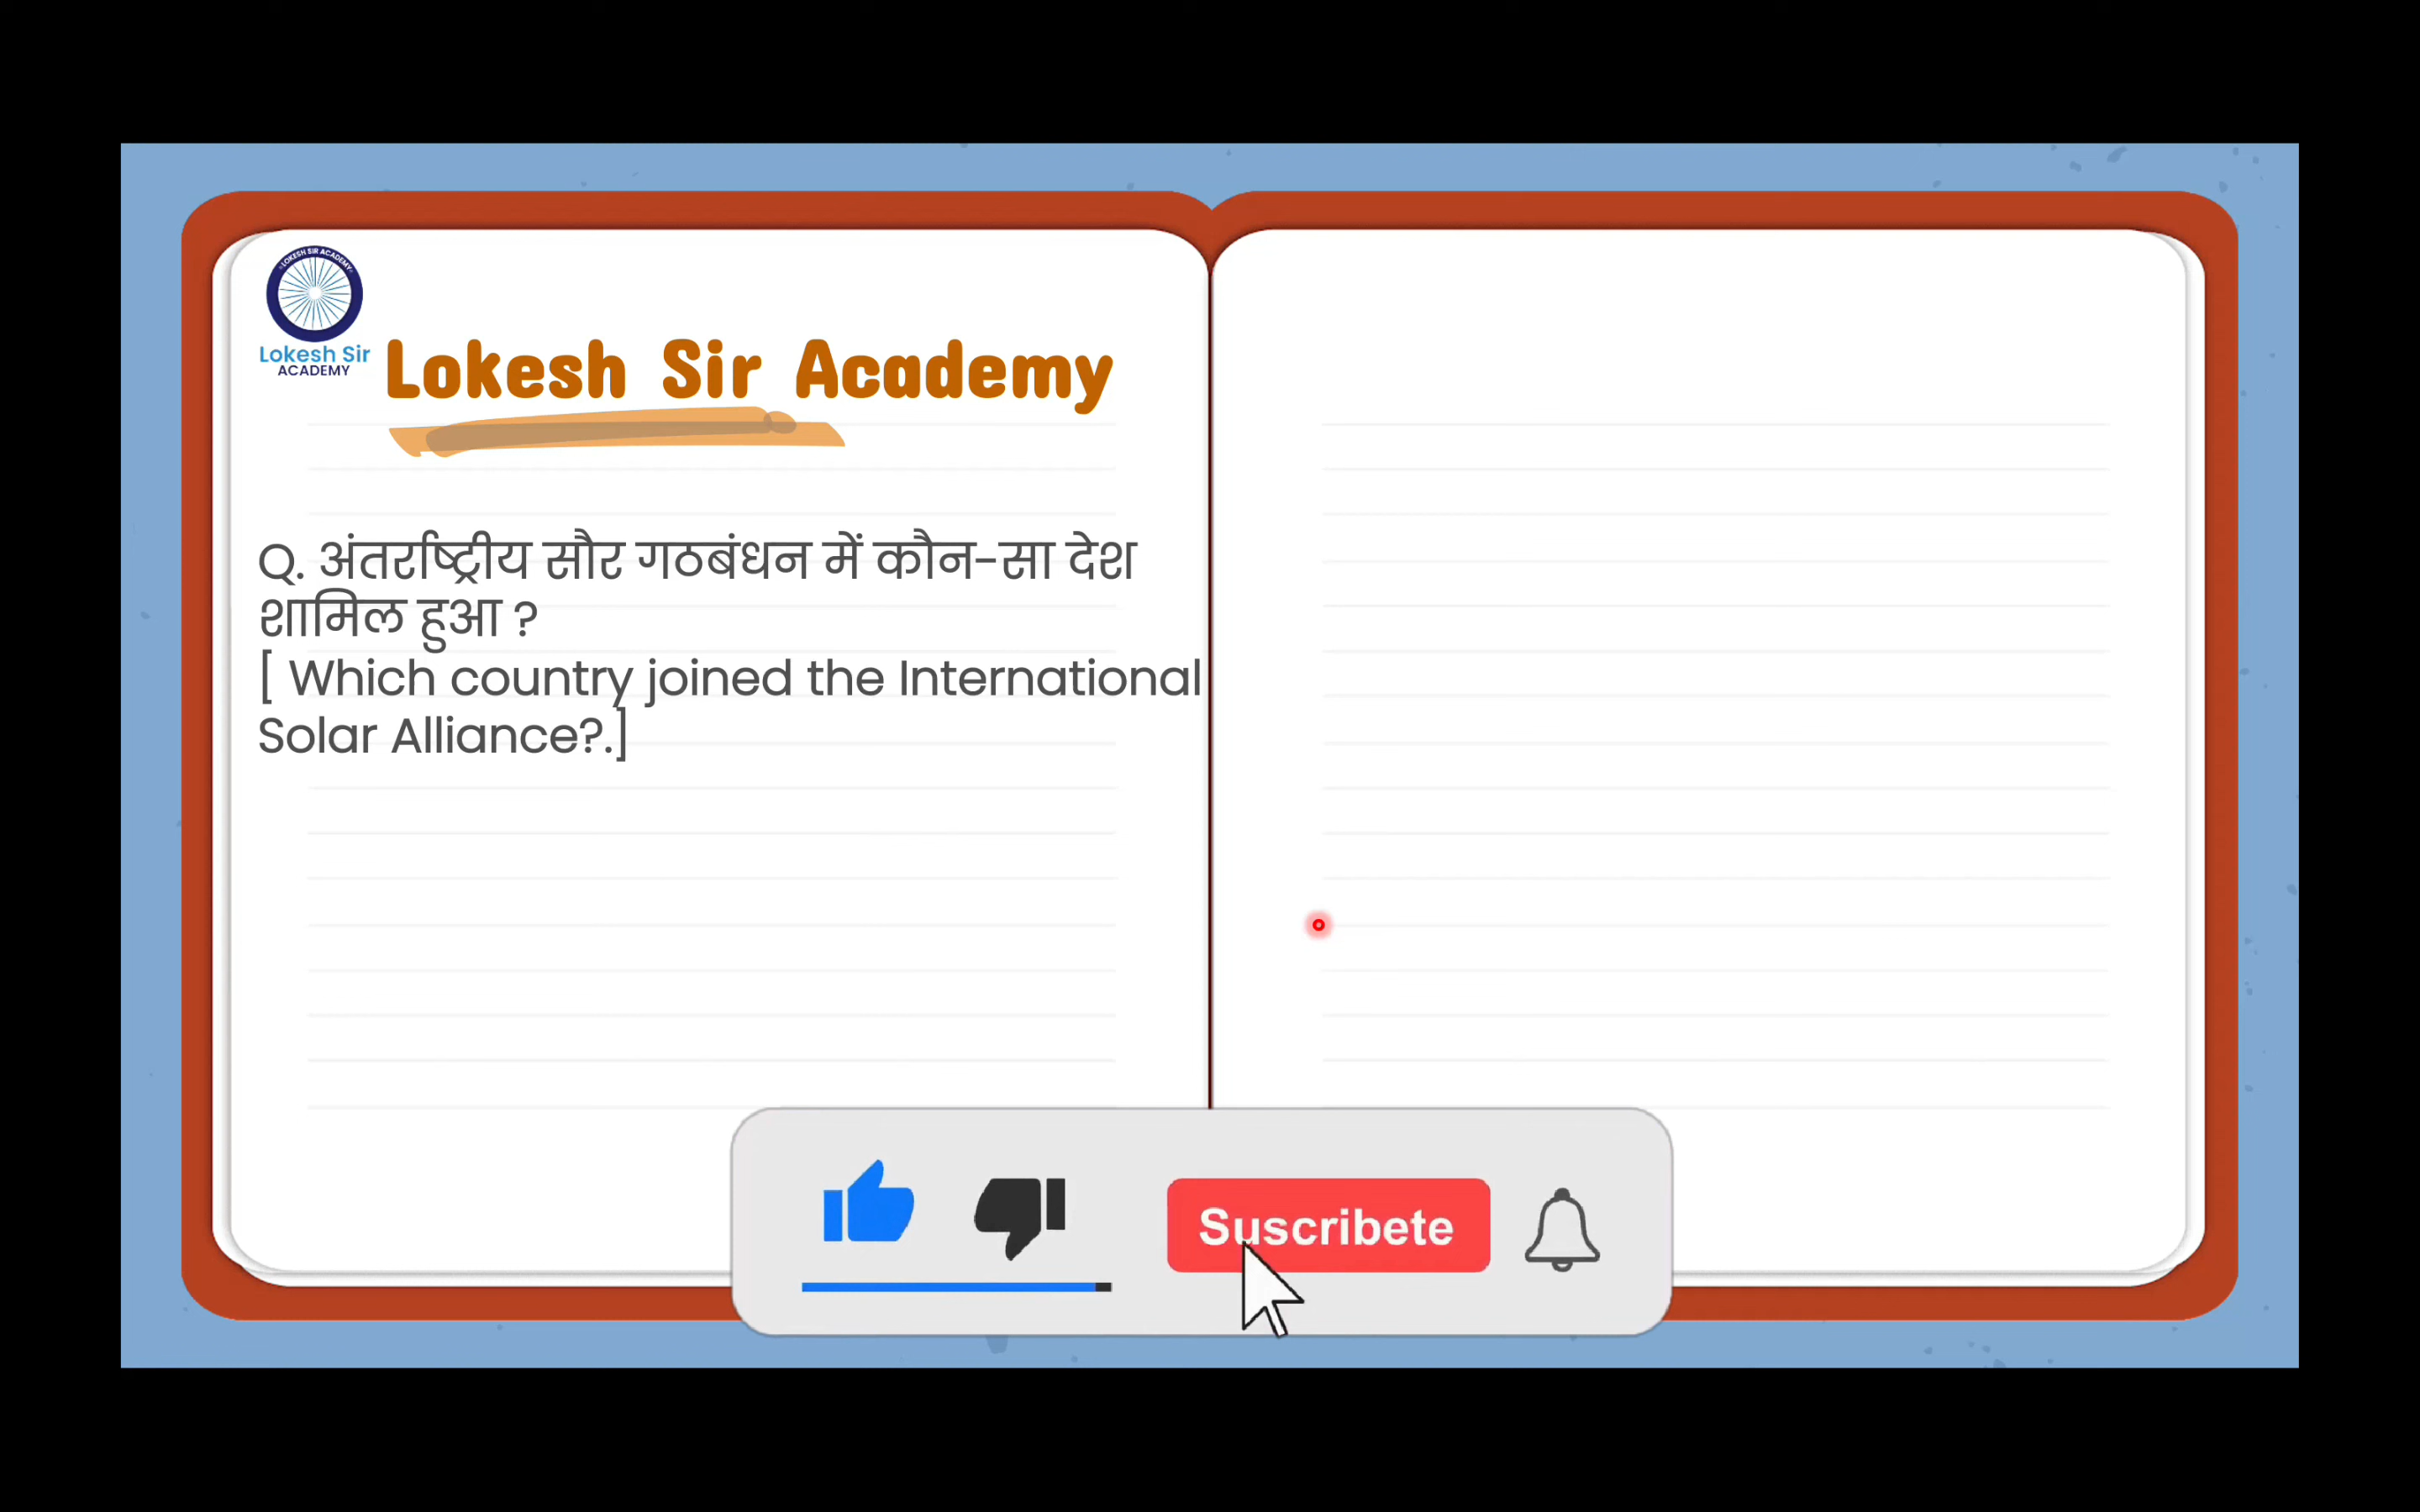 LOKESH SIR ACADEMY
Lokesh Sir
ACADEMY
Lokesh Sir Academy
Q. अंतर्राष्ट्रीय सौर गठबंधन में कौन-सा देश
शामिल हुआ ?
[ Which country joined the International
Solar Alliance?.]
Suscribete